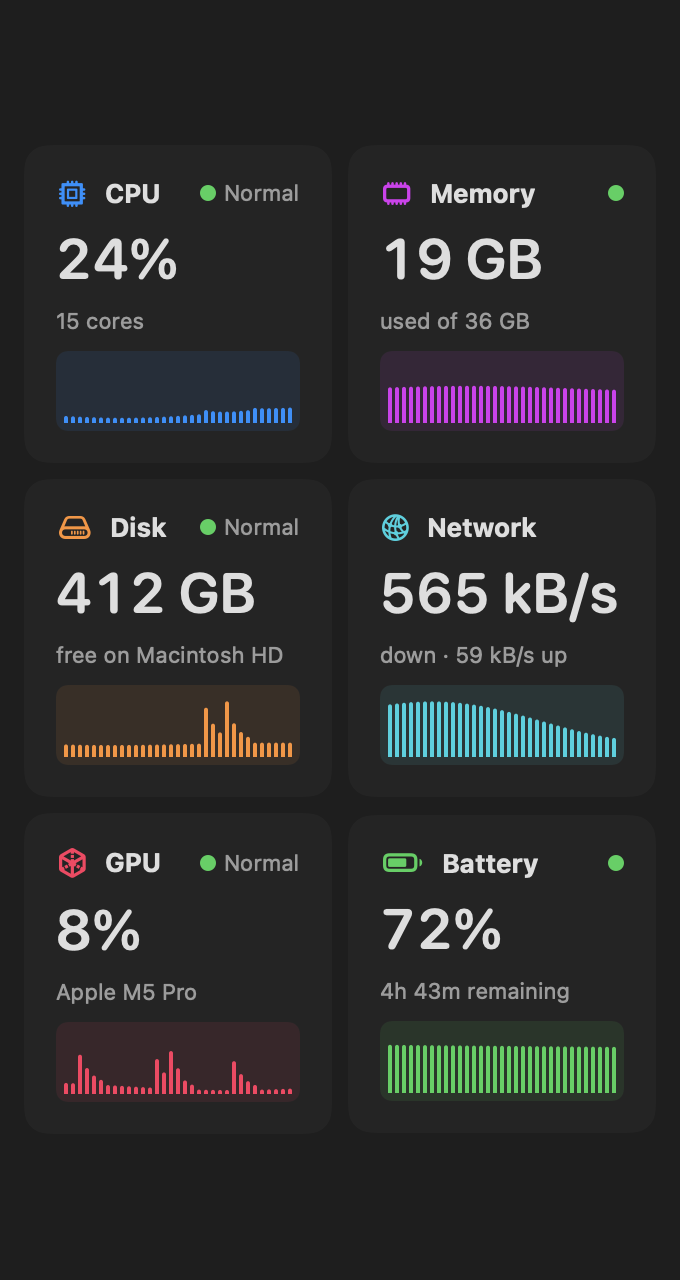 CPU
Normal
24%
15 cores
Memory
19 GB
used of 36 GB
Disk
Normal
412 GB
free on Macintosh HD
Network
565 kB/s
down · 59 kB/s up
GPU
Normal
8%
Apple M5 Pro
Battery
72%
4h 43m remaining